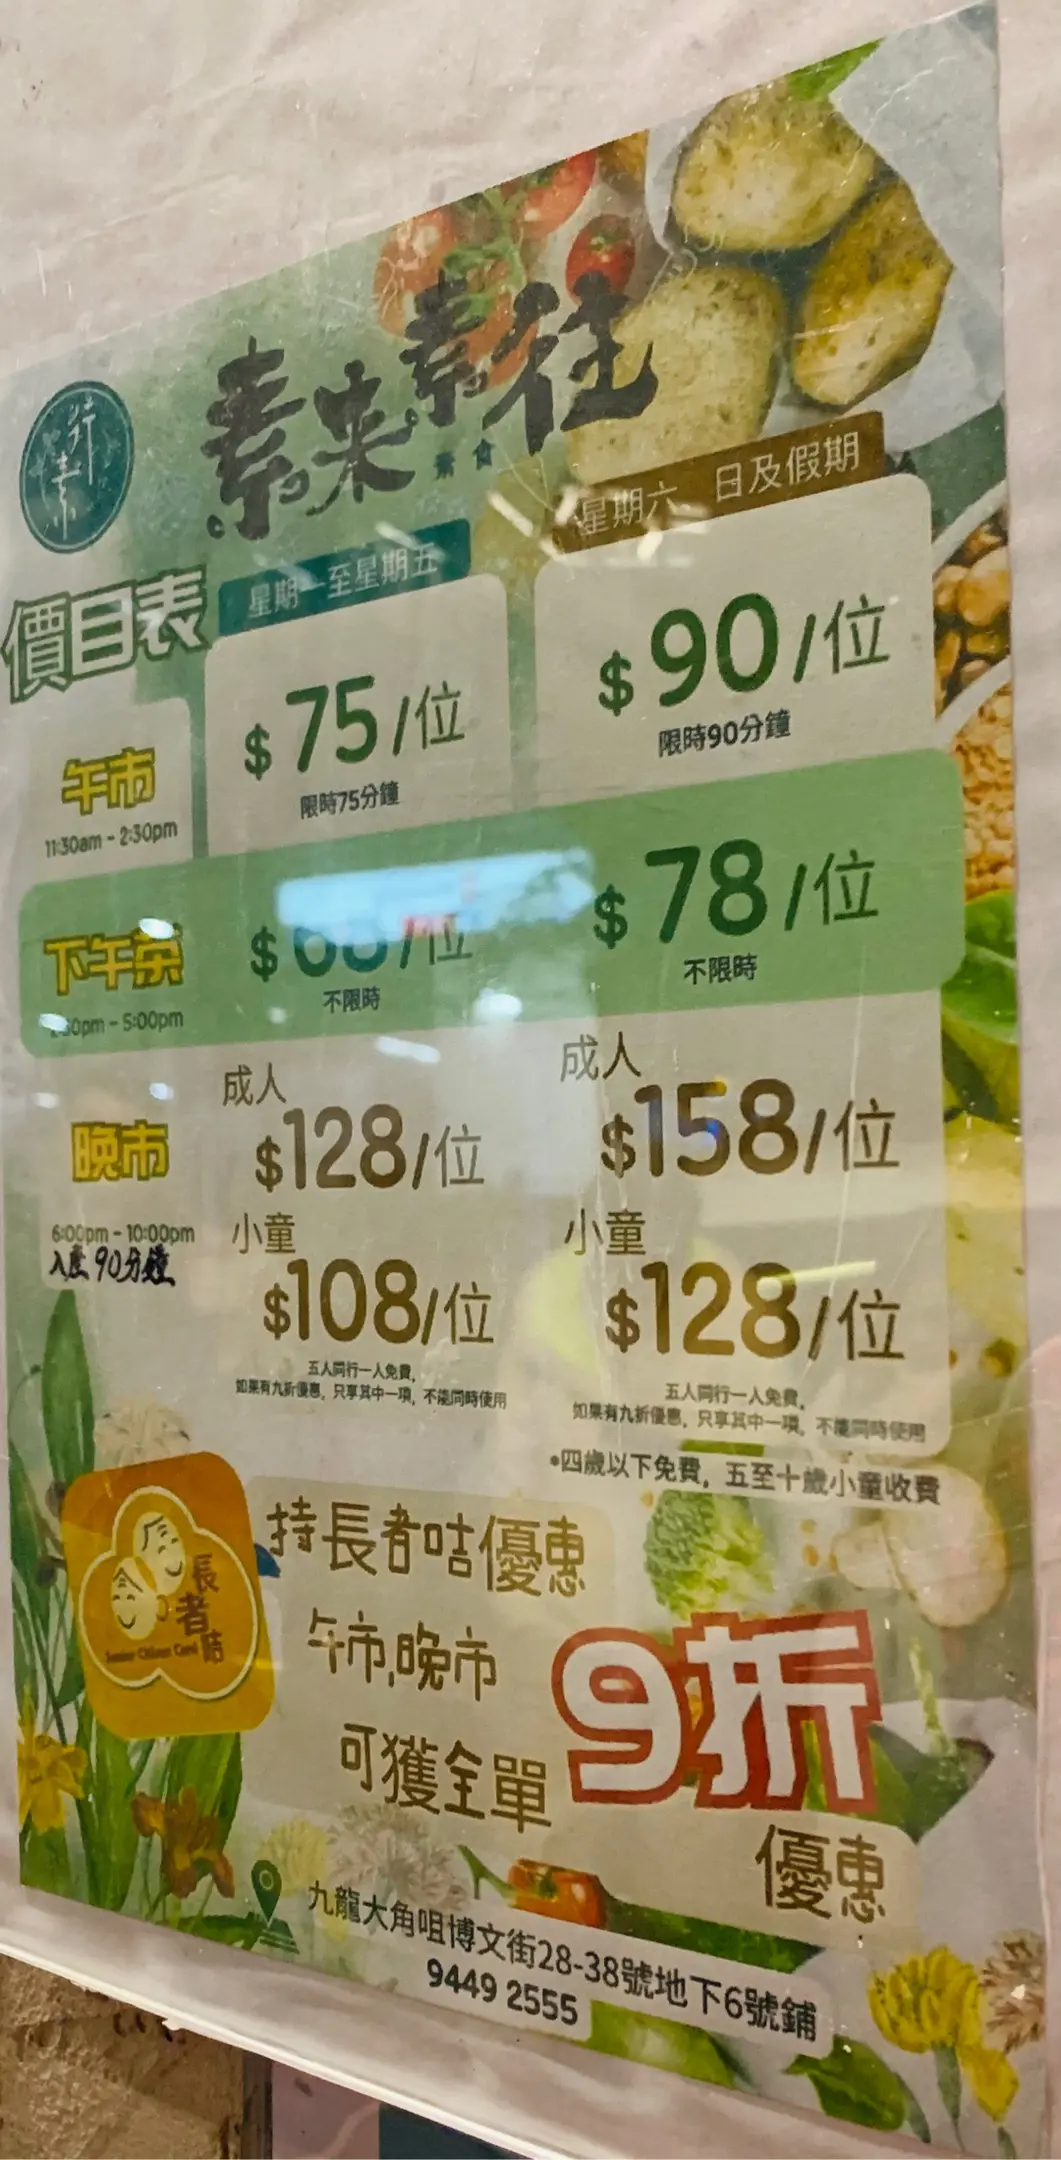 行素
素來素往
素食
價目表
星期一至星期五
星期六 日及假期
午市
11:30am - 2:30pm
$75/位
限時75分鐘
$90/位
限時90分鐘
下午茶
30pm - 5:00pm
/位
不限時
$78/位
不限時
晚市
6:00pm - 10:00pm
入座90分鐘
成人
$128/位
小童
$108/位
五人同行一人免費,
如果有九折優惠, 只享其中一項, 不能同時使用
成人
$158/位
小童
$128/位
五人同行一人免費,
如果有九折優惠, 只享其中一項, 不能同時使用
*四歲以下免費, 五至十歲小童收費
長者咭
Senior Citizen Card
持長者咭優惠
午市,晚市
可獲全單
9折
優惠
九龍大角咀博文街28-38號地下6號鋪
9449 2555